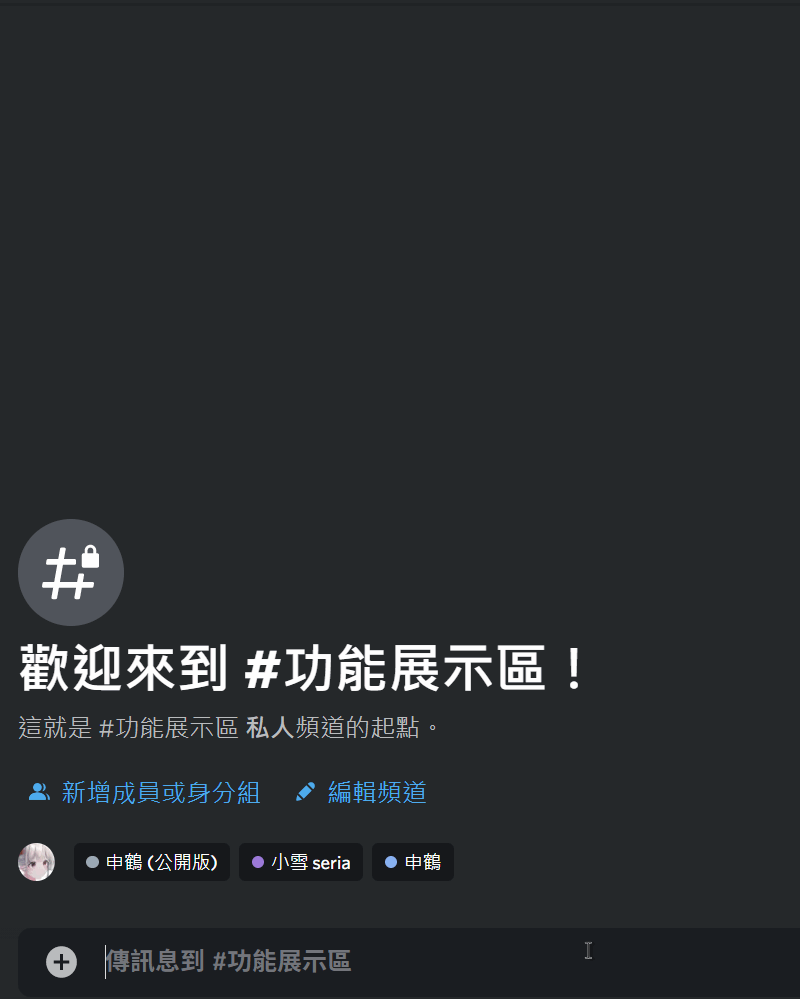 歡迎來到 #功能展示區！
這就是 #功能展示區 私人頻道的起點。
新增成員或身分組 編輯頻道
申鶴 (公開版) 小雪 seria 申鶴
傳訊息到 #功能展示區